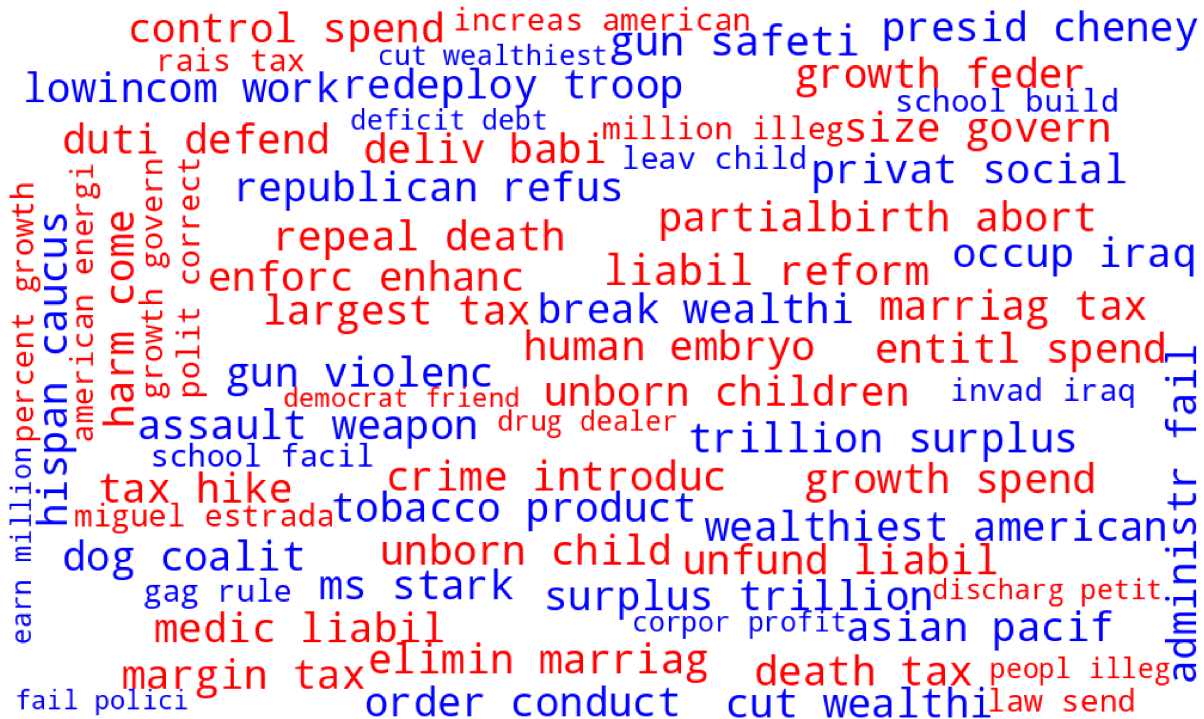 control spend
increas american
presid cheney
rais tax
cut wealthiest
gun safeti
lowincom work
redeploy troop
growth feder
school build
deficit debt
million illeg
size govern
duti defend
deliv babi
leav child
privat social
republican refus
partialbirth abort
repeal death
occup iraq
enforc enhanc
liabil reform
largest tax
break wealthi
marriag tax
human embryo
entitl spend
gun violenc
democrat friend
unborn children
invad iraq
assault weapon
drug dealer
trillion surplus
school facil
crime introduc
growth spend
tax hike
miguel estrada
tobacco product
wealthiest american
dog coalit
unborn child
unfund liabil
gag rule
ms stark
surplus trillion
discharg petit
medic liabil
corpor profit
asian pacif
margin tax
elimin marriag
death tax
peopl illeg
fail polici
order conduct
cut wealthi
law send
percent growth
earn million
hispan caucus
american energi
harm come
growth govern
polit correct
administr fail